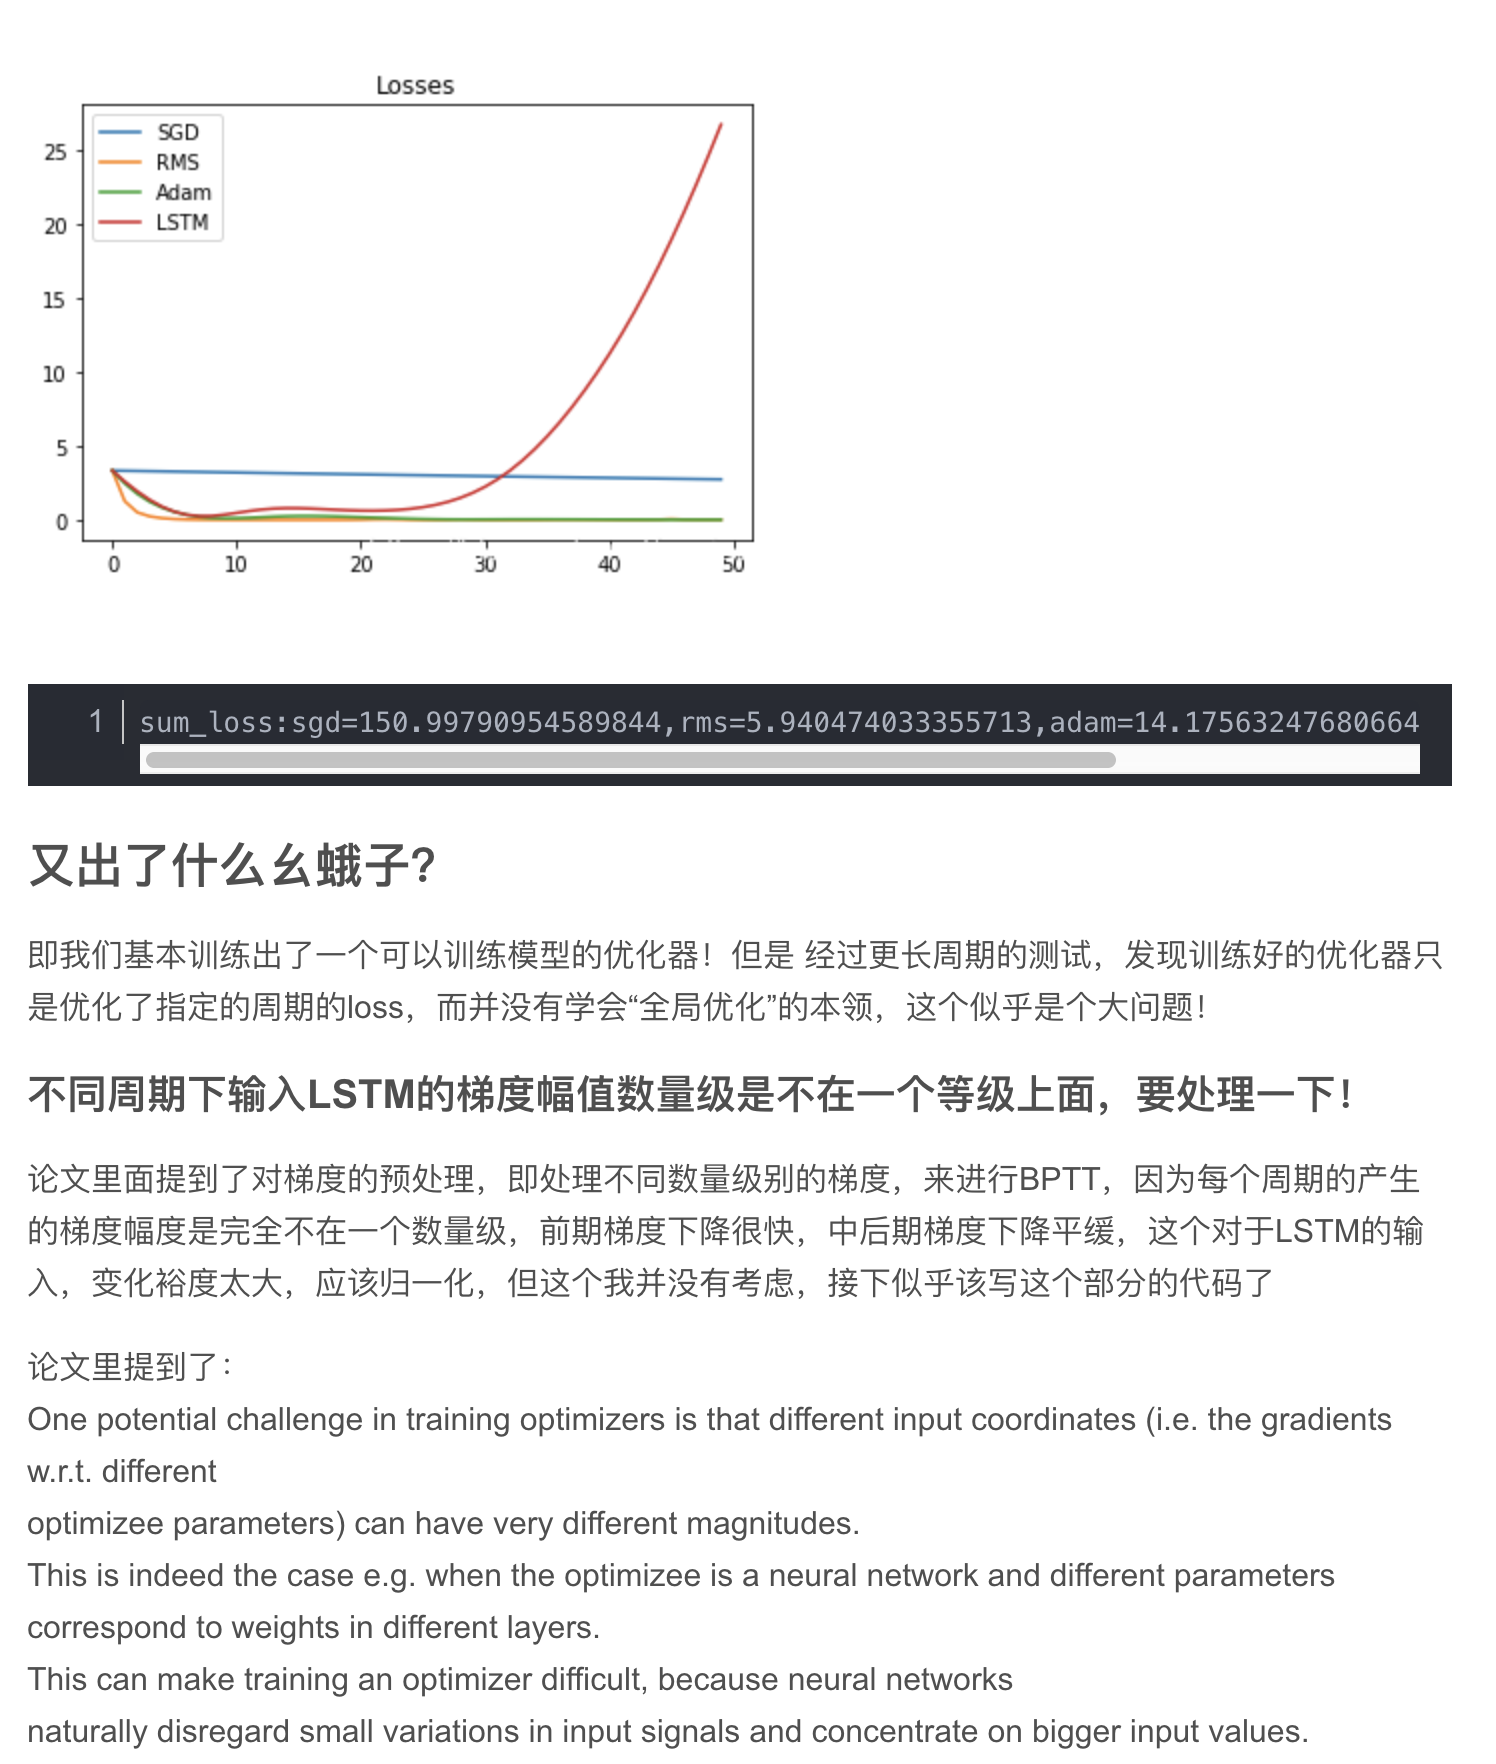 Losses
SGD
RMS
Adam
LSTM
25
20
15
10
5
0
0 10 20 30 40 50
1 sum_loss:sgd=150.99790954589844,rms=5.940474033355713,adam=14.17563247680664
又出了什么幺蛾子？
即我们基本训练出了一个可以训练模型的优化器！但是 经过更长周期的测试，发现训练好的优化器只
是优化了指定的周期的loss，而并没有学会“全局优化”的本领，这个似乎是个大问题！
不同周期下输入LSTM的梯度幅值数量级是不在一个等级上面，要处理一下！
论文里面提到了对梯度的预处理，即处理不同数量级别的梯度，来进行BPTT，因为每个周期的产生
的梯度幅度是完全不在一个数量级，前期梯度下降很快，中后期梯度下降平缓，这个对于LSTM的输
入，变化裕度太大，应该归一化，但这个我并没有考虑，接下似乎该写这个部分的代码了
论文里提到了：
One potential challenge in training optimizers is that different input coordinates (i.e. the gradients
w.r.t. different
optimizee parameters) can have very different magnitudes.
This is indeed the case e.g. when the optimizee is a neural network and different parameters
correspond to weights in different layers.
This can make training an optimizer difficult, because neural networks
naturally disregard small variations in input signals and concentrate on bigger input values.